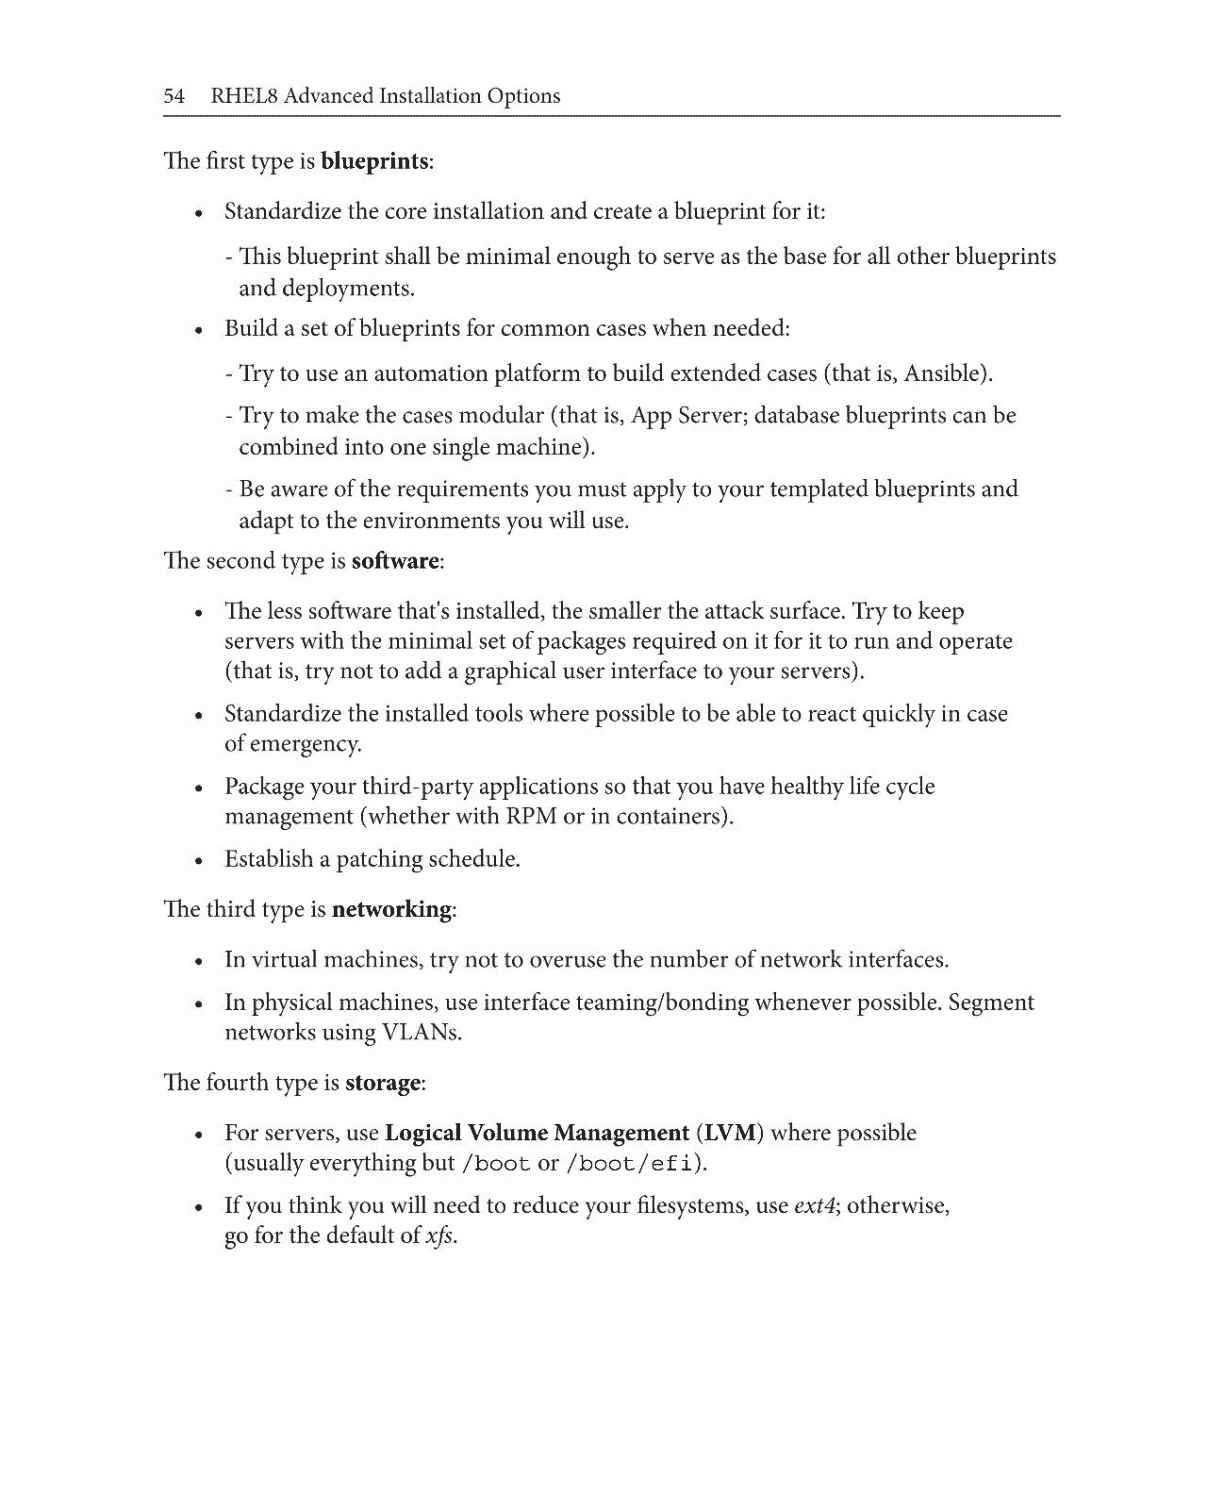 54 RHEL8 Advanced Installation Options
The first type is blueprints:
• Standardize the core installation and create a blueprint for it:
- This blueprint shall be minimal enough to serve as the base for all other blueprints
and deployments.
• Build a set of blueprints for common cases when needed:
- Try to use an automation platform to build extended cases (that is, Ansible).
- Try to make the cases modular (that is, App Server; database blueprints can be
combined into one single machine).
- Be aware of the requirements you must apply to your templated blueprints and
adapt to the environments you will use.
The second type is software:
• The less software that's installed, the smaller the attack surface. Try to keep
servers with the minimal set of packages required on it for it to run and operate
(that is, try not to add a graphical user interface to your servers).
• Standardize the installed tools where possible to be able to react quickly in case
of emergency.
• Package your third-party applications so that you have healthy life cycle
management (whether with RPM or in containers).
• Establish a patching schedule.
The third type is networking:
• In virtual machines, try not to overuse the number of network interfaces.
• In physical machines, use interface teaming/bonding whenever possible. Segment
networks using VLANs.
The fourth type is storage:
• For servers, use Logical Volume Management (LVM) where possible
(usually everything but /boot or /boot/efi).
• If you think you will need to reduce your filesystems, use ext4; otherwise,
go for the default of xfs.